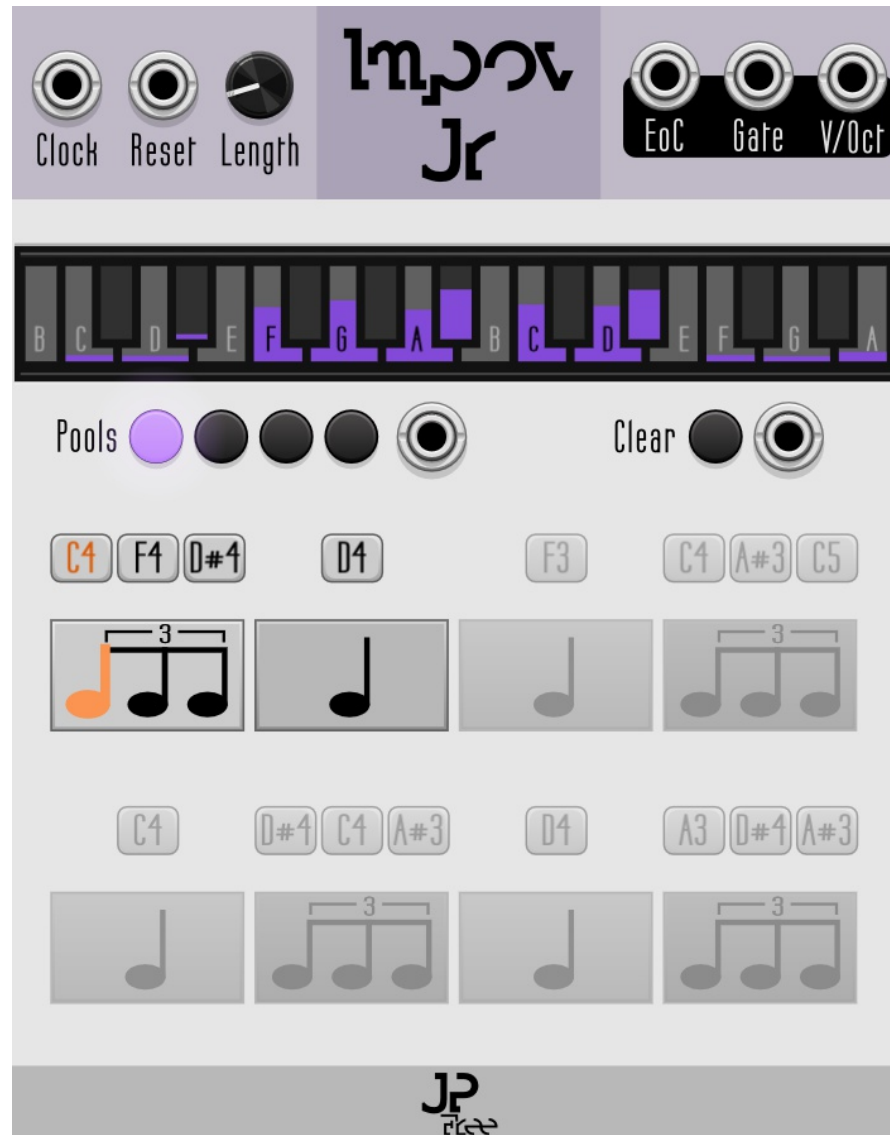 Impov
Jr
Clock Reset Length
EoC Gate V/Oct
B C D E F G A B C D E F G A
Pools Clear
C4 F4 D#4 D4 F3 C4 A#3 C5
3 3
C4 D#4 C4 A#3 D4 A3 D#4 A#3
3 3
JP
Free